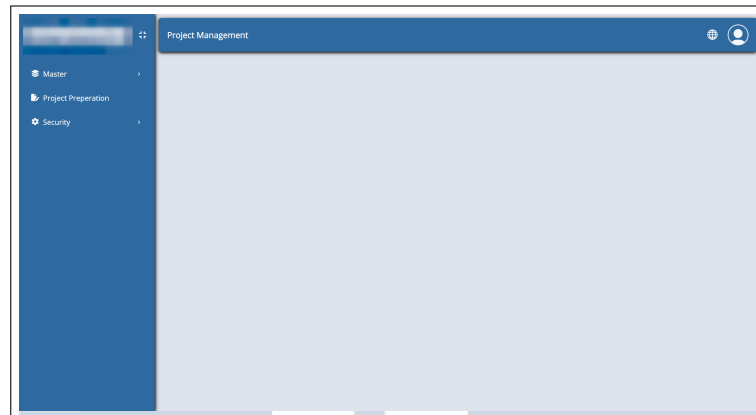 Project Management
Master
Project Preperation
Security